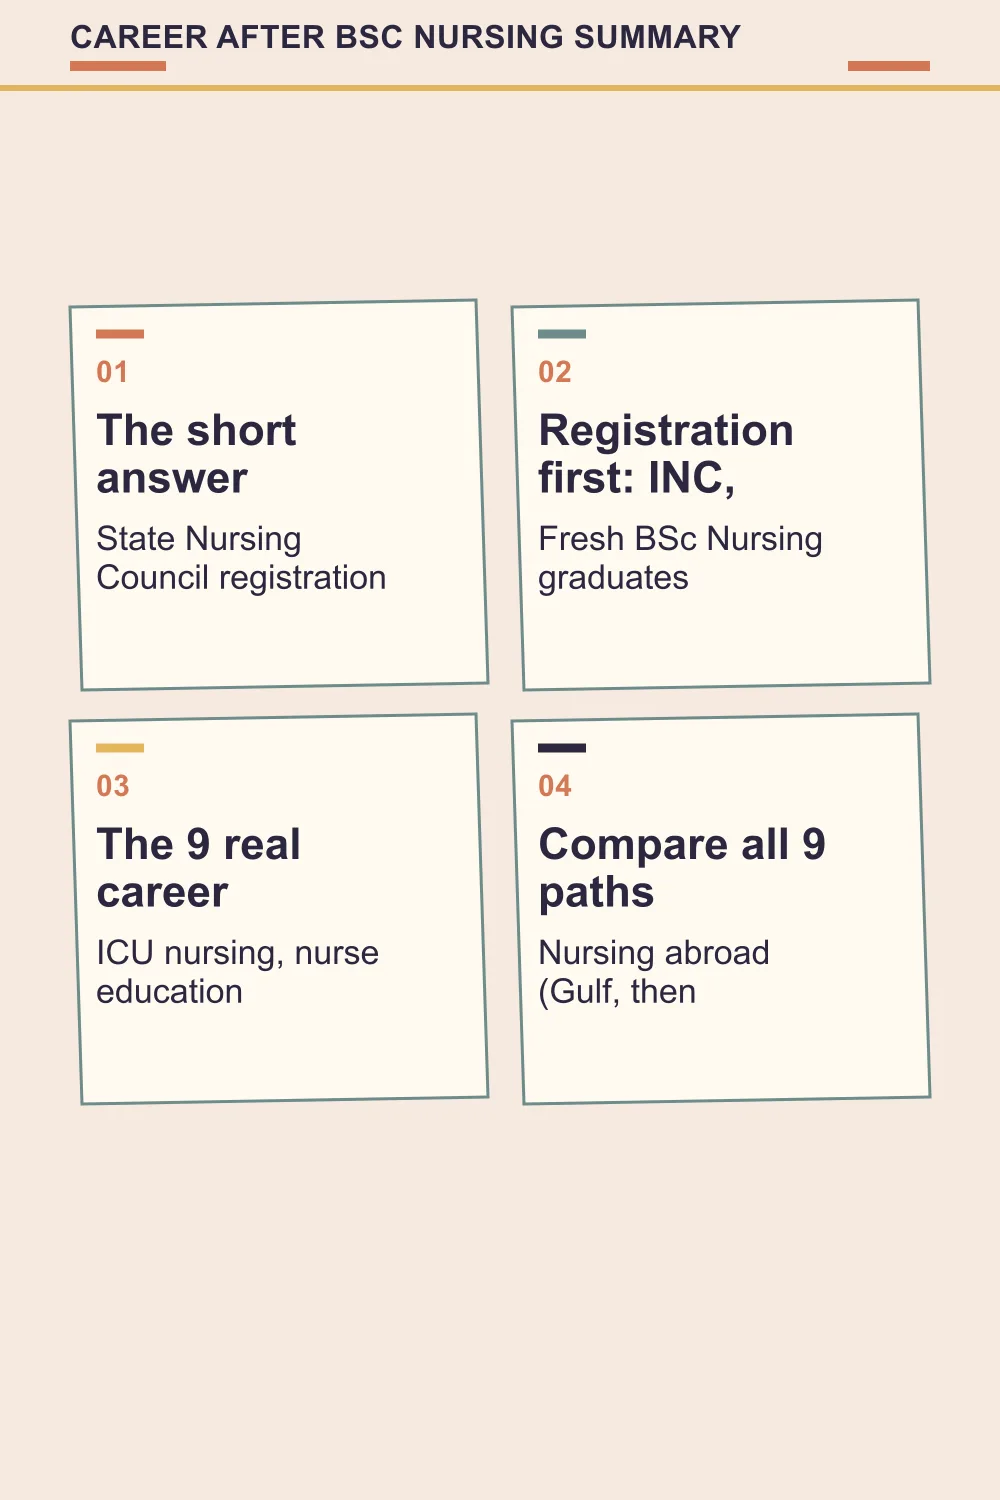 CAREER AFTER BSC NURSING SUMMARY
01
The short
answer
State Nursing
Council registration
02
Registration
first: INC,
Fresh BSc Nursing
graduates
03
The 9 real
career
ICU nursing, nurse
education
04
Compare all 9
paths
Nursing abroad
(Gulf, then